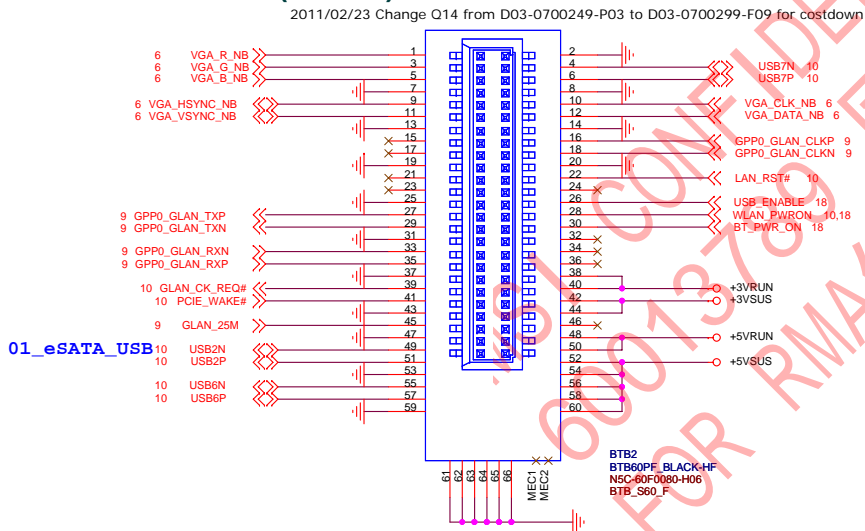 2011/02/23 Change Q14 from D03-0700249-P03 to D03-0700299-F09 for costdown
6 VGA_R_NB 1 2
6 VGA_G_NB 3 4 USB7N 10
6 VGA_B_NB 5 6 USB7P 10
7 8
6 VGA_HSYNC_NB 9 10 VGA_CLK_NB 6
6 VGA_VSYNC_NB 11 12 VGA_DATA_NB 6
13 14
15 16 GPP0_GLAN_CLKP 9
17 18 GPP0_GLAN_CLKN 9
19 20
21 22 LAN_RST# 10
23 24
25 26 USB_ENABLE 18
9 GPP0_GLAN_TXP 27 28 WLAN_PWRON 10,18
9 GPP0_GLAN_TXN 29 30 BT_PWR_ON 18
31 32
9 GPP0_GLAN_RXN 33 34
9 GPP0_GLAN_RXP 35 36
37 38
10 GLAN_CK_REQ# 39 40 +3VRUN
10 PCIE_WAKE# 41 42 +3VSUS
43 44
9 GLAN_25M 45 46
47 48 +5VRUN
01_eSATA_USB 10 USB2N 49 50
10 USB2P 51 52 +5VSUS
53 54
10 USB6N 55 56
10 USB6P 57 58
59 60
61 62 63 64 65 66 MEC1 MEC2
BTB2
BTB60PF_BLACK-HF
N5C-60F0080-H06
BTB_S60_F
MSI CONFIDE
600013789
FOR RMA